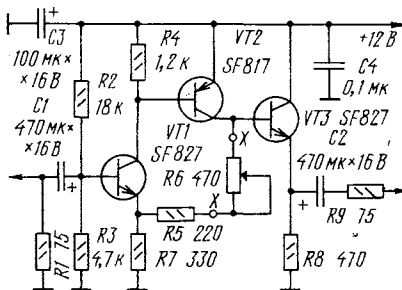 C3
100 мк×
×16 В
C1
470 мк×
×16 В
R2
18 к
R4
1,2 к
VT2
SF817
+12 В
C4
0,1 мк
VT1
SF827
VT3 SF827
C2
470 мк×16 В
X
R6 470
X
R5 220
R9 75
R1 75
R3
4,7 к
R7 330
R8 470